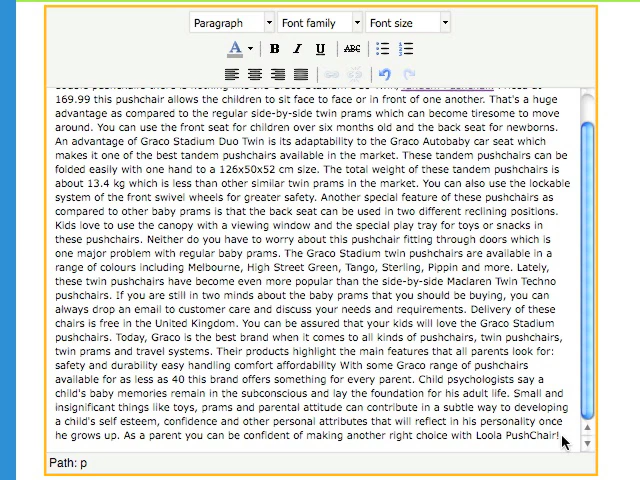 Paragraph Font family Font size
A B I U ABC
169.99 this pushchair allows the children to sit face to face or in front of one another. That's a huge
advantage as compared to the regular side-by-side twin prams which can become tiresome to move
around. You can use the front seat for children over six months old and the back seat for newborns.
An advantage of Graco Stadium Duo Twin is its adaptability to the Graco Autobaby car seat which
makes it one of the best tandem pushchairs available in the market. These tandem pushchairs can be
folded easily with one hand to a 126x50x52 cm size. The total weight of these tandem pushchairs is
about 13.4 kg which is less than other similar twin prams in the market. You can also use the lockable
system of the front swivel wheels for greater safety. Another special feature of these pushchairs as
compared to other baby prams is that the back seat can be used in two different reclining positions.
Kids love to use the canopy with a viewing window and the special play tray for toys or snacks in
these pushchairs. Neither do you have to worry about this pushchair fitting through doors which is
one major problem with regular baby prams. The Graco Stadium twin pushchairs are available in a
range of colours including Melbourne, High Street Green, Tango, Sterling, Pippin and more. Lately,
these twin pushchairs have become even more popular than the side-by-side Maclaren Twin Techno
pushchairs. If you are still in two minds about the baby prams that you should be buying, you can
always drop an email to customer care and discuss your needs and requirements. Delivery of these
chairs is free in the United Kingdom. You can be assured that your kids will love the Graco Stadium
pushchairs. Today, Graco is the best brand when it comes to all kinds of pushchairs, twin pushchairs,
twin prams and travel systems. Their products highlight the main features that all parents look for:
safety and durability easy handling comfort affordability With some Graco range of pushchairs
available for as less as 40 this brand offers something for every parent. Child psychologists say a
child's baby memories remain in the subconscious and lay the foundation for his adult life. Small and
insignificant things like toys, prams and parental attitude can contribute in a subtle way to developing
a child's self esteem, confidence and other personal attributes that will reflect in his personality once
he grows up. As a parent you can be confident of making another right choice with Loola PushChair!
Path: p